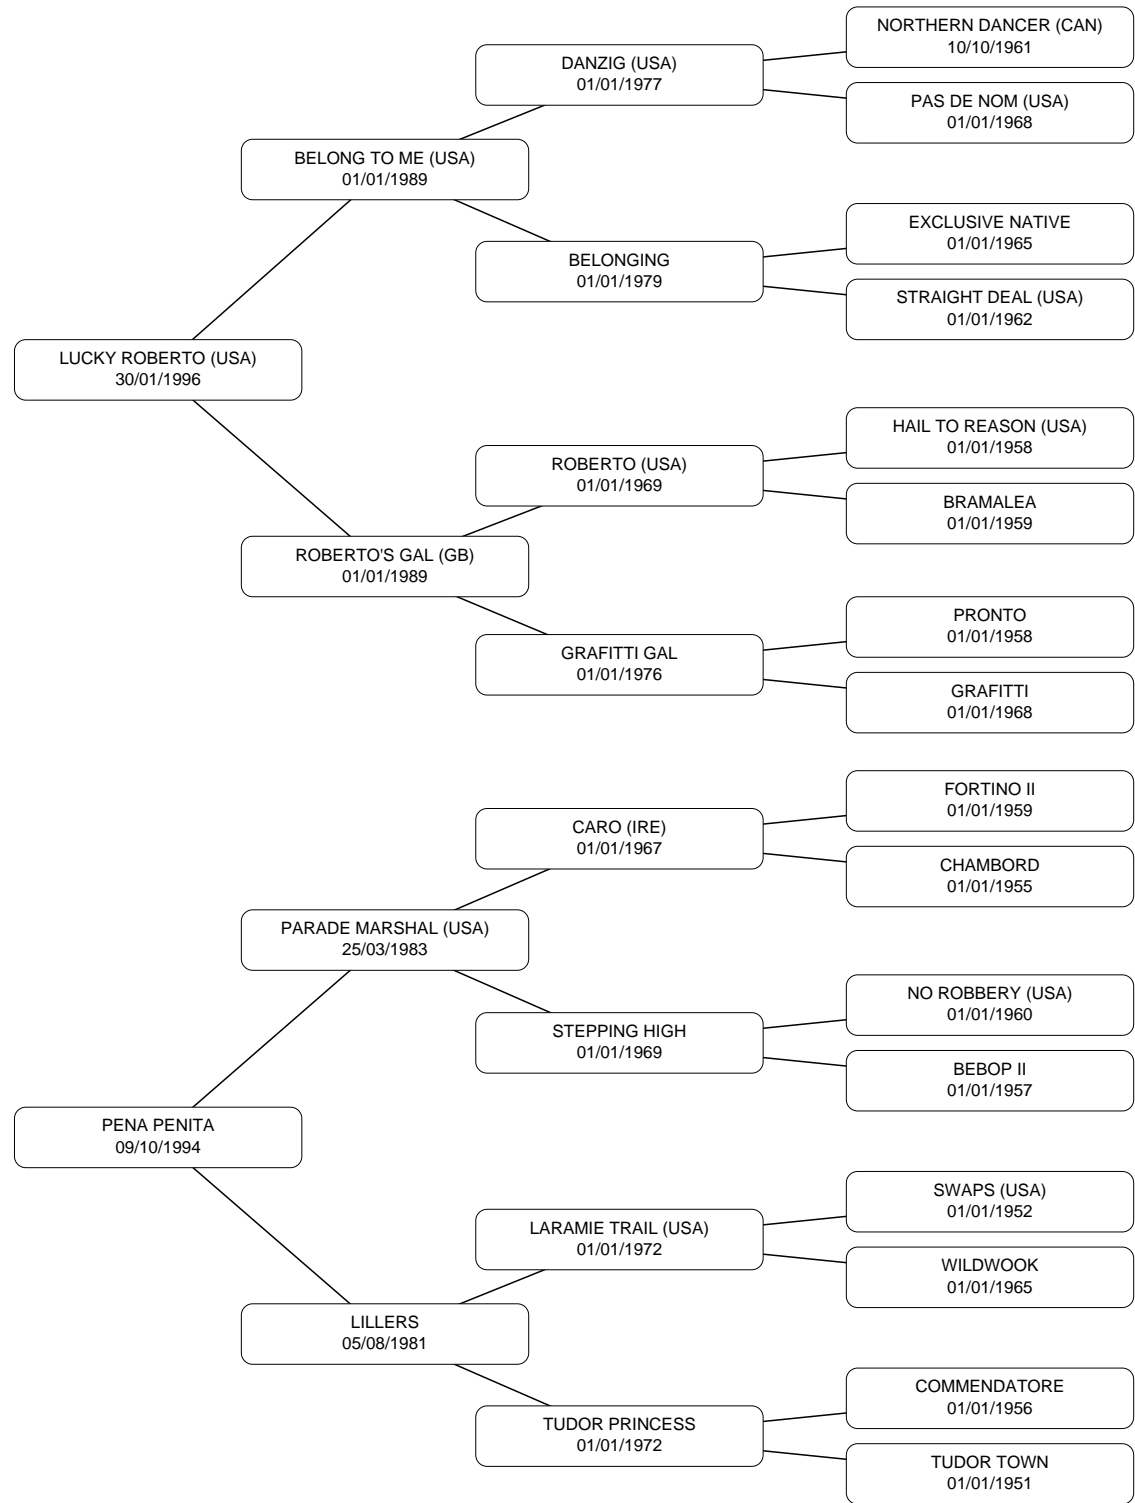 NORTHERN DANCER (CAN)
10/10/1961
DANZIG (USA)
01/01/1977
PAS DE NOM (USA)
01/01/1968
BELONG TO ME (USA)
01/01/1989
EXCLUSIVE NATIVE
01/01/1965
BELONGING
01/01/1979
STRAIGHT DEAL (USA)
01/01/1962
LUCKY ROBERTO (USA)
30/01/1996
HAIL TO REASON (USA)
01/01/1958
ROBERTO (USA)
01/01/1969
BRAMALEA
01/01/1959
ROBERTO'S GAL (GB)
01/01/1989
PRONTO
01/01/1958
GRAFITTI GAL
01/01/1976
GRAFITTI
01/01/1968
FORTINO II
01/01/1959
CARO (IRE)
01/01/1967
CHAMBORD
01/01/1955
PARADE MARSHAL (USA)
25/03/1983
NO ROBBERY (USA)
01/01/1960
STEPPING HIGH
01/01/1969
BEBOP II
01/01/1957
PENA PENITA
09/10/1994
SWAPS (USA)
01/01/1952
LARAMIE TRAIL (USA)
01/01/1972
WILDWOOK
01/01/1965
LILLERS
05/08/1981
COMMENDATORE
01/01/1956
TUDOR PRINCESS
01/01/1972
TUDOR TOWN
01/01/1951